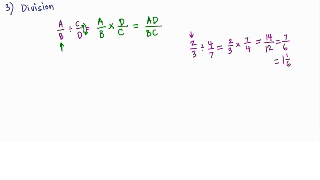 3) Division
A/B ÷ C/D = A/B × D/C = AD/BC
2/3 ÷ 4/7 = 2/3 × 7/4 = 14/12 = 7/6
= 1 1/6